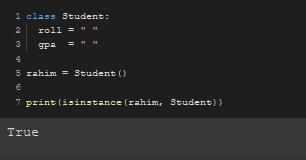 1 class Student:
2 roll = " "
3 gpa = " "
4
5 rahim = Student()
6
7 print(isinstance(rahim, Student))
True